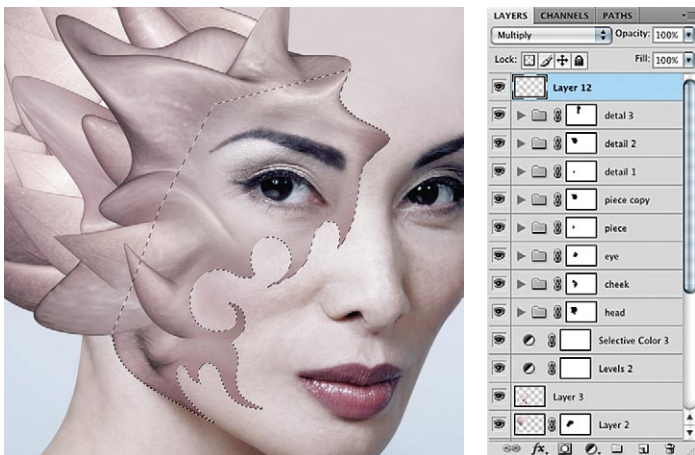 LAYERS CHANNELS PATHS
Multiply Opacity: 100%
Lock: Fill: 100%
Layer 12
detal 3
detail 2
detail 1
piece copy
piece
eye
cheek
head
Selective Color 3
Levels 2
Layer 3
Layer 2
fx.